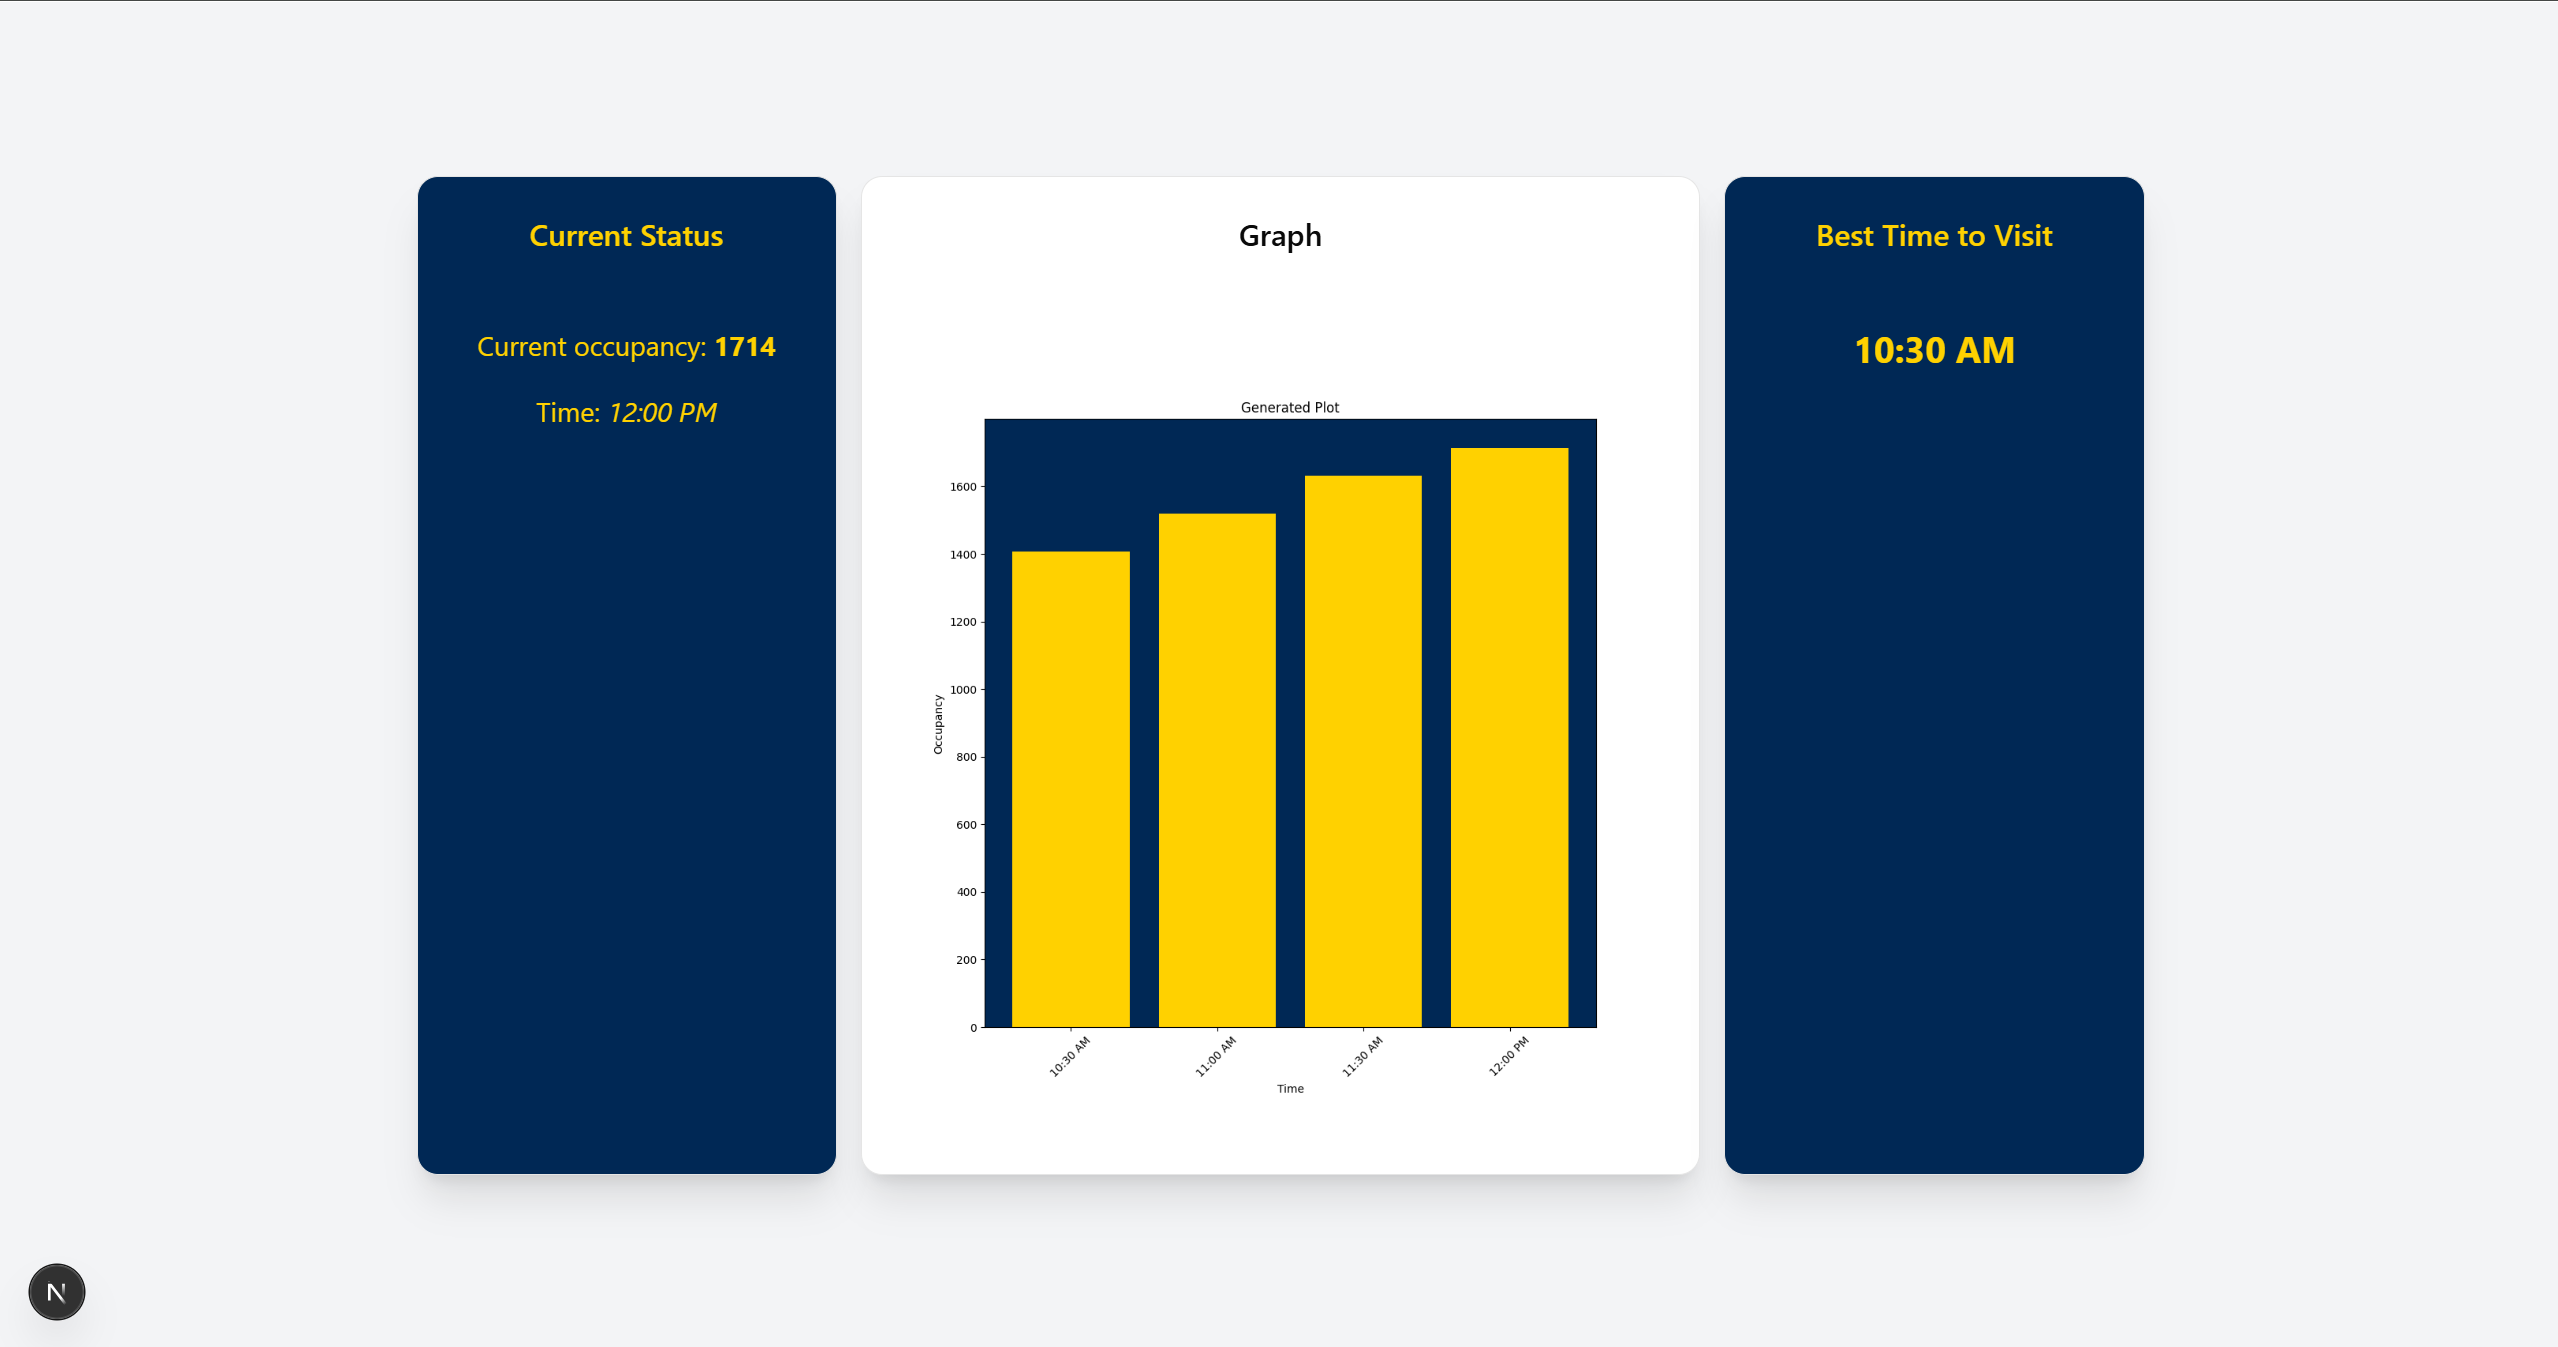 Current Status
Current occupancy: 1714
Time: 12:00 PM
Graph
Generated Plot
1600
1400
1200
1000
800
600
400
200
0
Occupancy
10:30 AM
11:00 AM
11:30 AM
12:00 PM
Time
Best Time to Visit
10:30 AM
N